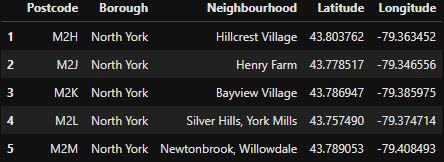 Postcode Borough Neighbourhood Latitude Longitude
1 M2H North York Hillcrest Village 43.803762 -79.363452
2 M2J North York Henry Farm 43.778517 -79.346556
3 M2K North York Bayview Village 43.786947 -79.385975
4 M2L North York Silver Hills, York Mills 43.757490 -79.374714
5 M2M North York Newtonbrook, Willowdale 43.789053 -79.408493